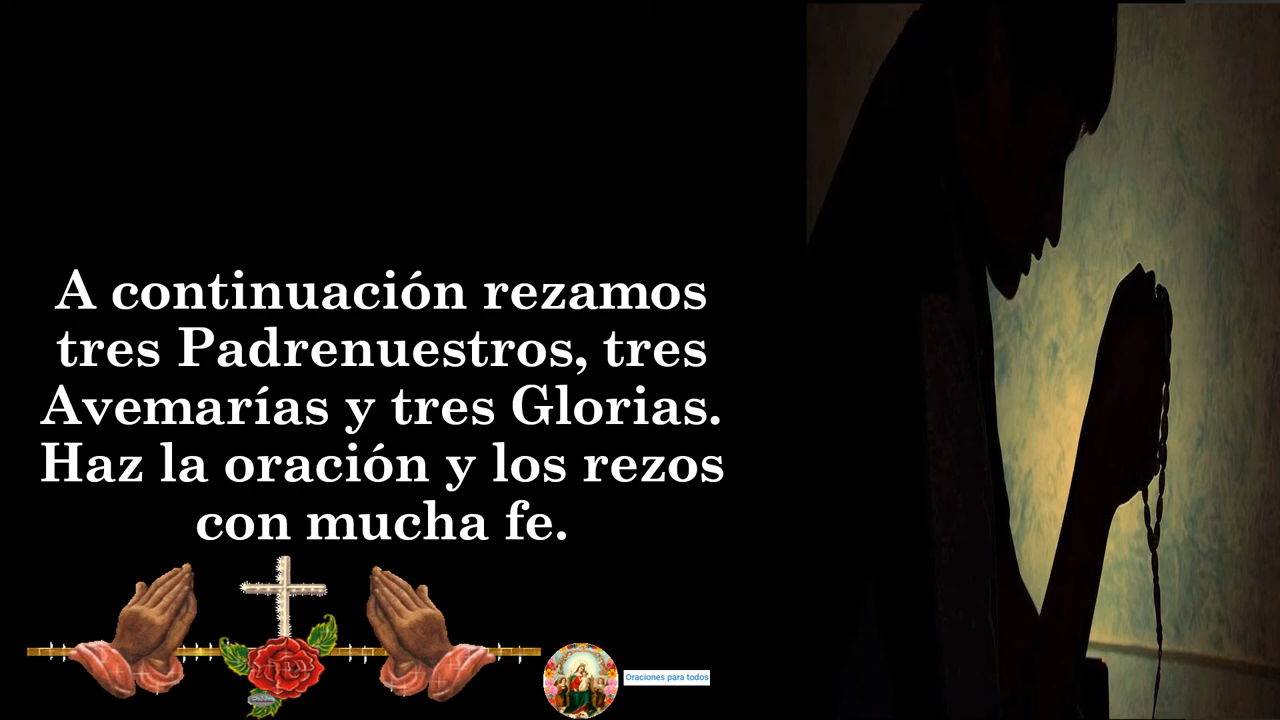 A continuación rezamos
tres Padrenuestros, tres
Avemarías y tres Glorias.
Haz la oración y los rezos
con mucha fe.
Oraciones para todos